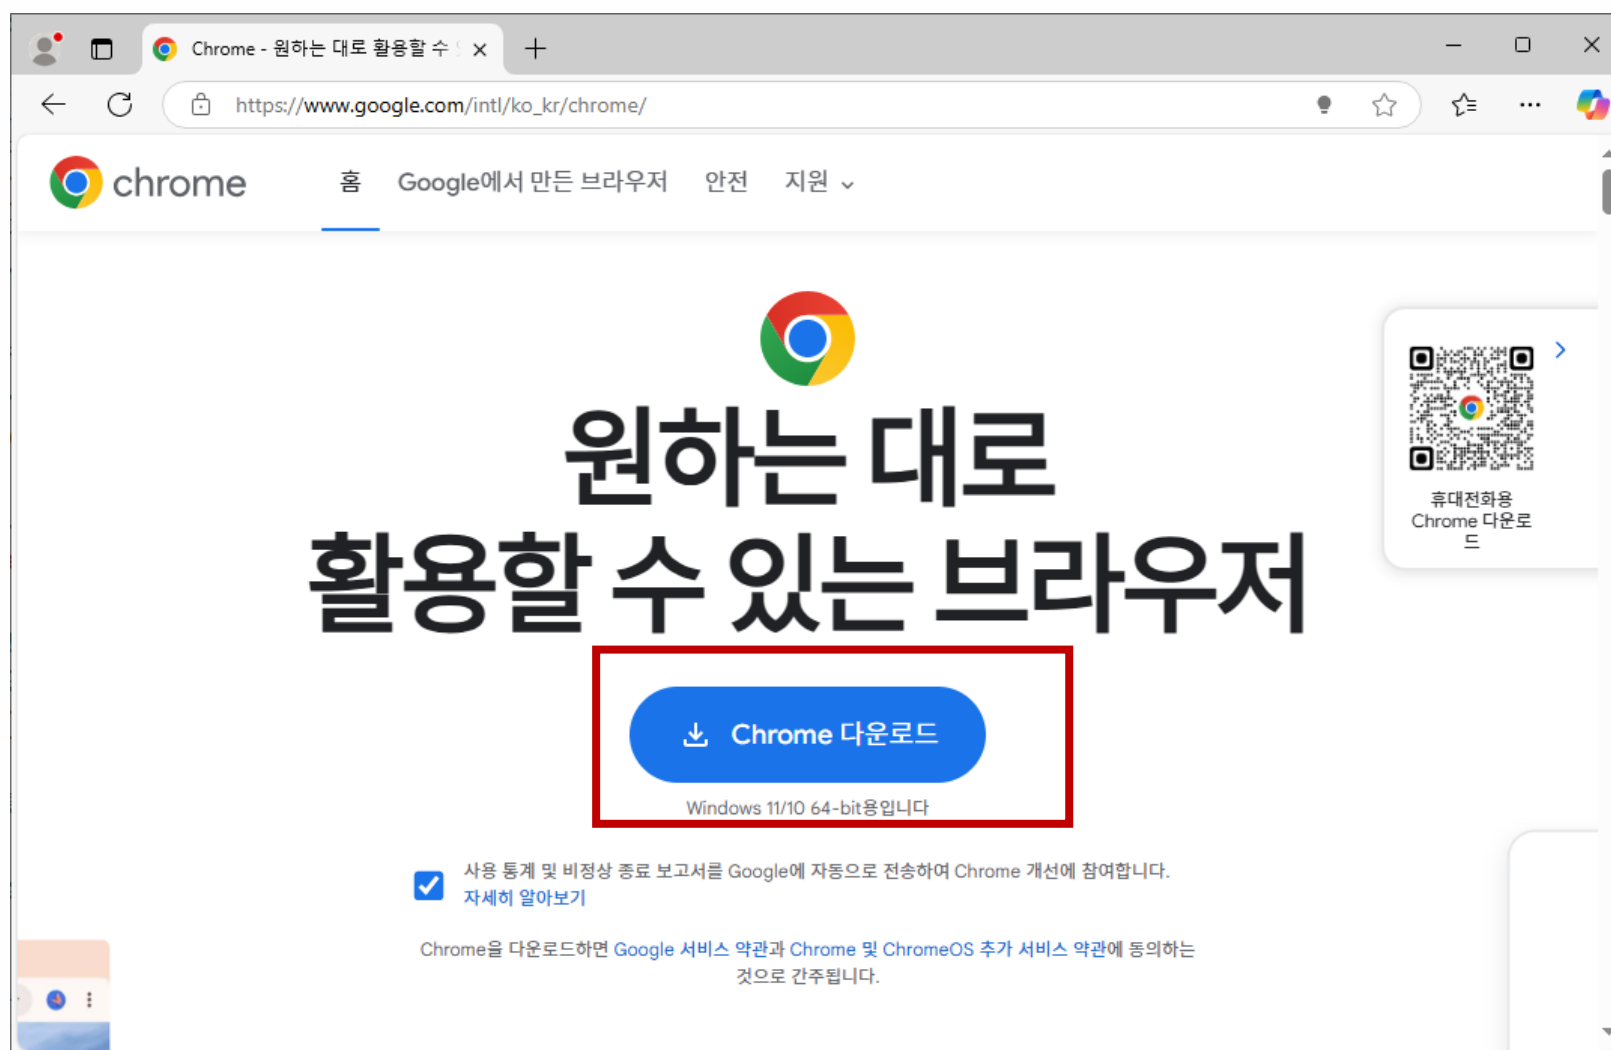 Chrome - 원하는 대로 활용할 수
https://www.google.com/intl/ko_kr/chrome/
chrome 홈 Google에서 만든 브라우저 안전 지원
원하는 대로
활용할 수 있는 브라우저
휴대전화용
Chrome 다운로
드
Chrome 다운로드
Windows 11/10 64-bit용입니다
사용 통계 및 비정상 종료 보고서를 Google에 자동으로 전송하여 Chrome 개선에 참여합니다.
자세히 알아보기
Chrome을 다운로드하면 Google 서비스 약관과 Chrome 및 ChromeOS 추가 서비스 약관에 동의하는
것으로 간주됩니다.